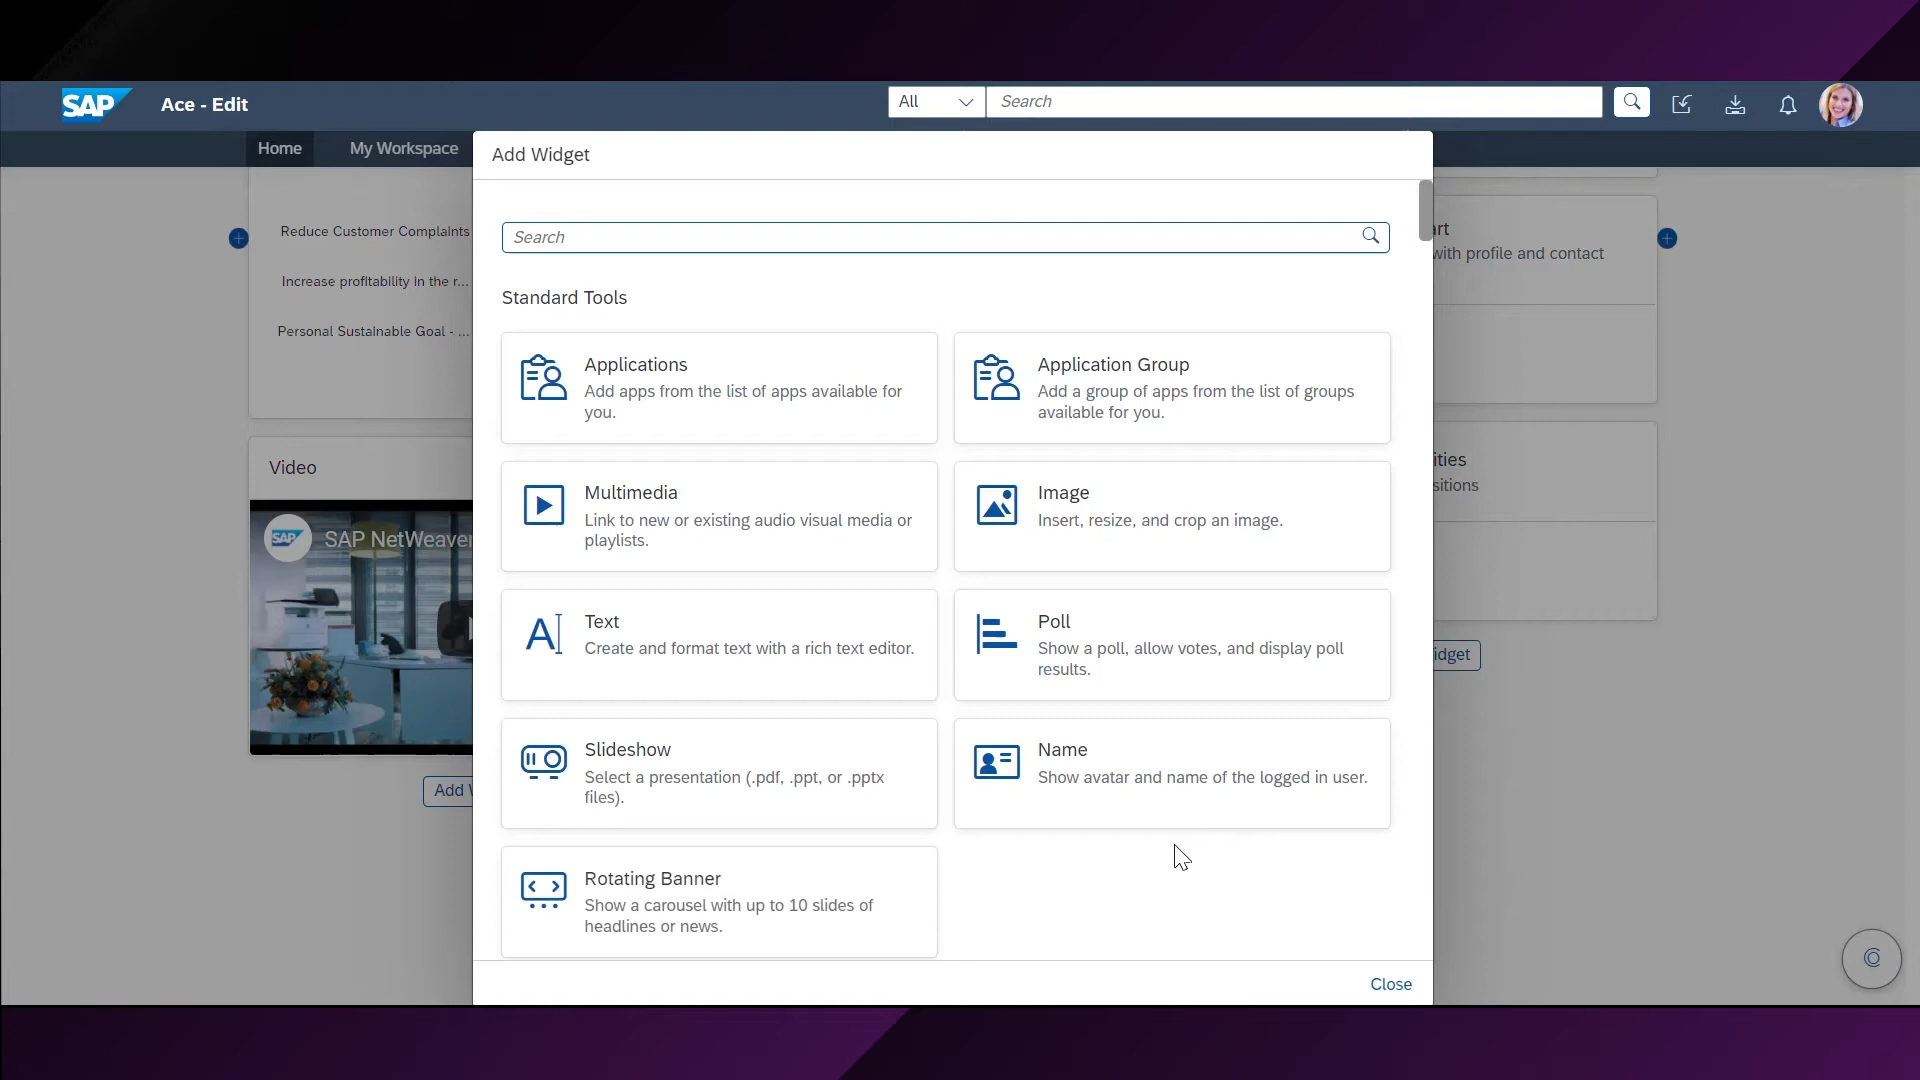 SAP
Ace - Edit
All
Search
Home
My Workspace
Add Widget
Search
Standard Tools
Applications
Add apps from the list of apps available for
you.
Application Group
Add a group of apps from the list of groups
available for you.
Multimedia
Link to new or existing audio visual media or
playlists.
Image
Insert, resize, and crop an image.
Text
Create and format text with a rich text editor.
Poll
Show a poll, allow votes, and display poll
results.
Slideshow
Select a presentation (.pdf, .ppt, or .pptx
files).
Name
Show avatar and name of the logged in user.
Rotating Banner
Show a carousel with up to 10 slides of
headlines or news.
Close
Reduce Customer Complaints
Increase profitability in the r...
Personal Sustainable Goal - ...
Video
SAP
SAP NetWeaver
Add
with profile and contact